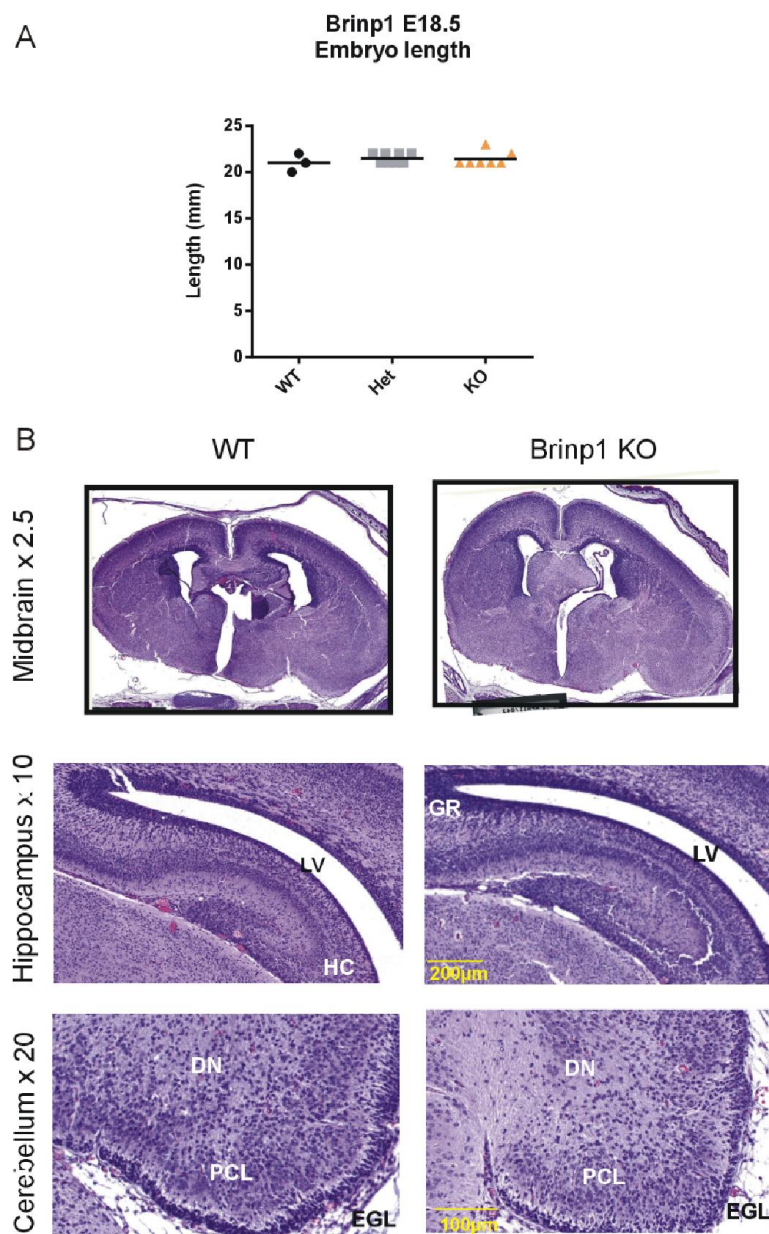 A
Brinp1 E18.5
Embryo length
25
20
15
10
5
0
Length (mm)
WT
Het
KO
B
WT
Brinp1 KO
Midbrain x 2.5
Hippocampus x 10
LV
HC
GR
LV
200µm
Cerebellum x 20
DN
PCL
EGL
DN
PCL
EGL
100µm